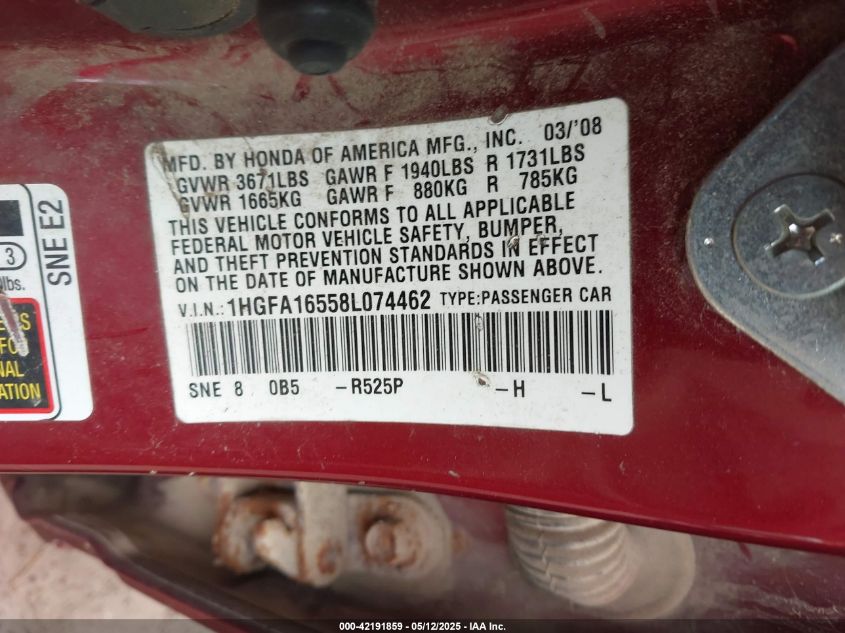 MFD. BY HONDA OF AMERICA MFG., INC. 03/'08
GVWR 3671LBS GAWR F 1940LBS R 1731LBS
GVWR 1665KG GAWR F 880KG R 785KG
THIS VEHICLE CONFORMS TO ALL APPLICABLE
FEDERAL MOTOR VEHICLE SAFETY, BUMPER,
AND THEFT PREVENTION STANDARDS IN EFFECT
ON THE DATE OF MANUFACTURE SHOWN ABOVE.
V.I.N.: 1HGFA16558L074462 TYPE:PASSENGER CAR
SNE 8 0B5 -R525P -H -L
SNE E2
3
lbs.
ATION
000-42191859 - 05/12/2025 - IAA Inc.